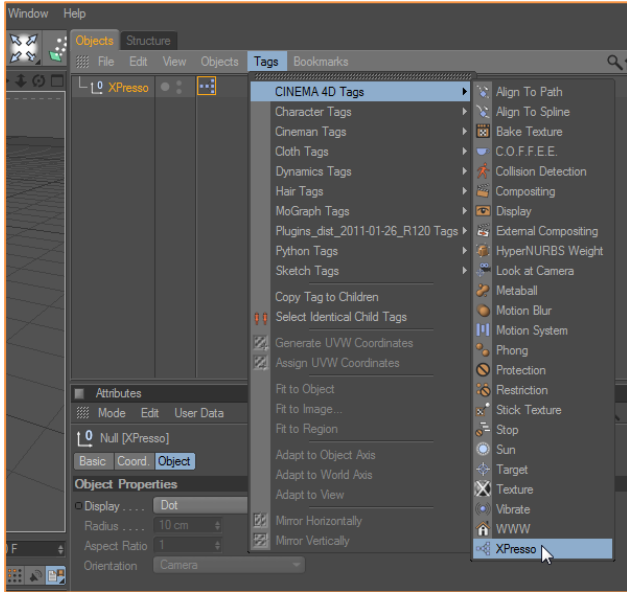 Window Help
Objects Structure
File Edit View Objects Tags Bookmarks
XPresso
CINEMA 4D Tags
Character Tags
Cineman Tags
Cloth Tags
Dynamics Tags
Hair Tags
MoGraph Tags
Plugins_dist_2011-01-26_R120 Tags
Python Tags
Sketch Tags
Copy Tag to Children
Select Identical Child Tags
Generate UVW Coordinates
Assign UVW Coordinates
Fit to Object
Fit to Image...
Fit to Region
Adapt to Object Axis
Adapt to World Axis
Adapt to View
Mirror Horizontally
Mirror Vertically
Align To Path
Align To Spline
Bake Texture
C.O.F.F.E.E.
Collision Detection
Compositing
Display
External Compositing
HyperNURBS Weight
Look at Camera
Metaball
Motion Blur
Motion System
Phong
Protection
Restriction
Stick Texture
Stop
Sun
Target
Texture
Vibrate
WWW
XPresso
Attributes
Mode Edit User Data
Null [XPresso]
Basic Coord. Object
Object Properties
Display . . . . Dot
Radius . . . . 10 cm
Aspect Ratio 1
Orientation Camera
F